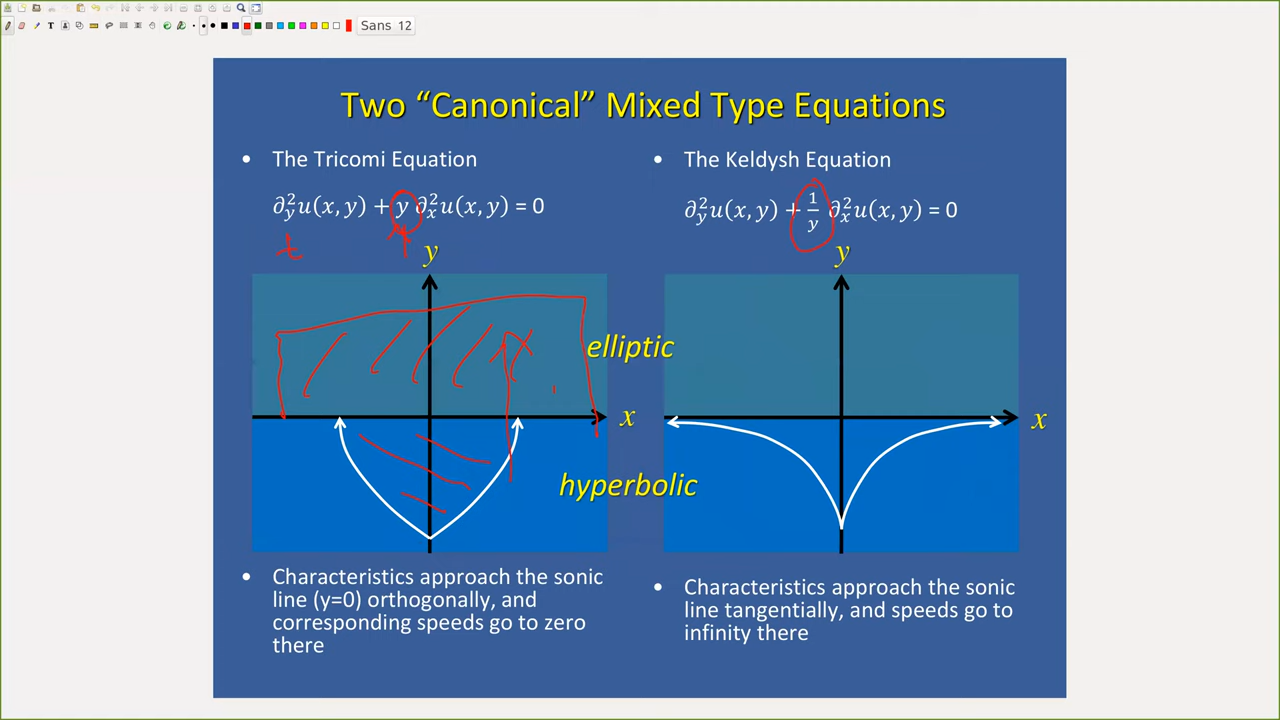 Sans 12
Two “Canonical” Mixed Type Equations
• The Tricomi Equation
∂²ᵧu(x, y) + y ∂²ₓu(x, y) = 0
t
y
elliptic
x
hyperbolic
• Characteristics approach the sonic
line (y=0) orthogonally, and
corresponding speeds go to zero
there
• The Keldysh Equation
∂²ᵧu(x, y) + 1/y ∂²ₓu(x, y) = 0
y
x
• Characteristics approach the sonic
line tangentially, and speeds go to
infinity there